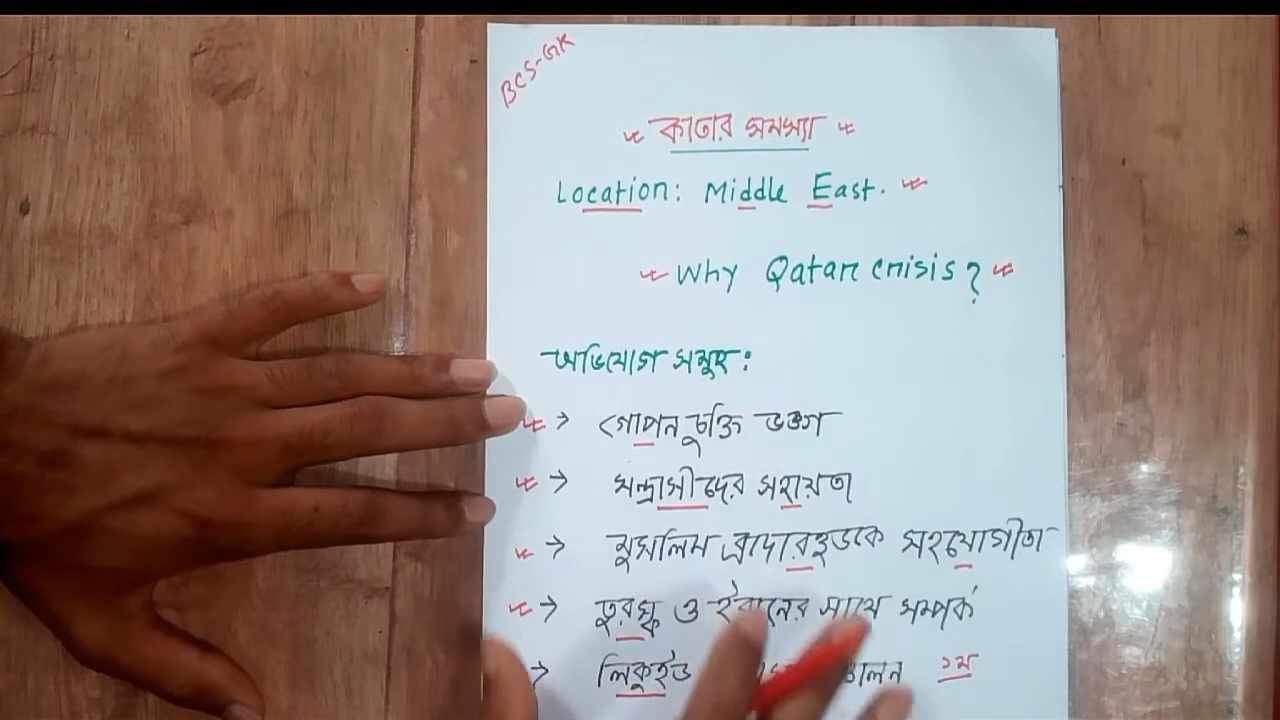 BCS-GK
কাতার সমস্যা
Location: Middle East.
Why Qatar crisis?
অভিযোগ সমুহ:
→ গোপন চুক্তি ভঙ্গ
→ সন্ত্রাসীদের সহায়তা
→ মুসলিম ব্রাদোরহুডকে সহযোগীতা
→ তুরস্ক ও ইরানের সাথে সম্পর্ক
→ লিকুইড ১ম